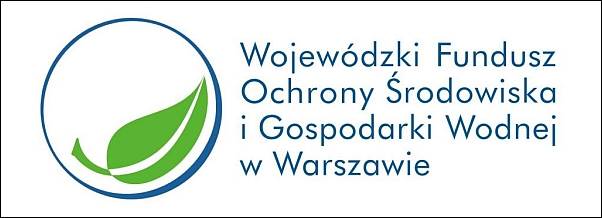 Wojewódzki Fundusz
Ochrony Środowiska
i Gospodarki Wodnej
w Warszawie